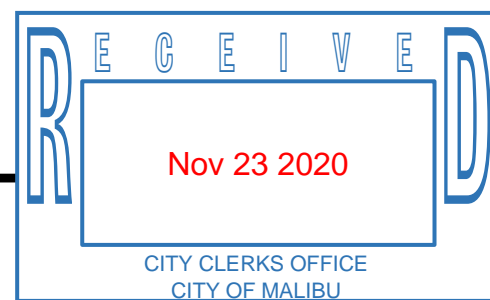 RECEIVED
Nov 23 2020
CITY CLERKS OFFICE
CITY OF MALIBU